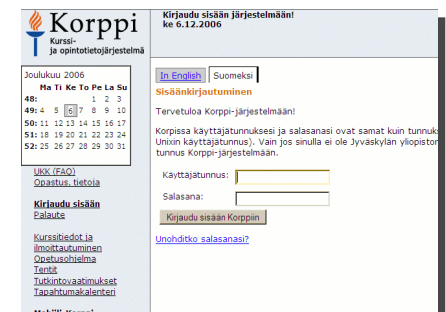 Korppi
Kurssi-
ja opintotietojärjestelmä
Kirjaudu sisään järjestelmään!
ke 6.12.2006
Joulukuu 2006
Ma Ti Ke To Pe La Su
48: 1 2 3
49: 4 5 6 7 8 9 10
50: 11 12 13 14 15 16 17
51: 18 19 20 21 22 23 24
52: 25 26 27 28 29 30 31
UKK (FAQ)
Opastus, tietoja
Kirjaudu sisään
Palaute
Kurssitiedot ja
ilmoittautuminen
Opetusohjelma
Tentit
Tutkintovaatimukset
Tapahtumakalenteri
In English Suomeksi
Sisäänkirjautuminen
Tervetuloa Korppi-järjestelmään!
Korpissa käyttäjätunnuksesi ja salasanasi ovat samat kuin tunnuk
Unixin käyttäjätunnus). Vain jos sinulla ei ole Jyväskylän yliopiston
tunnus Korppi-järjestelmään.
Käyttäjätunnus:
Salasana:
Kirjaudu sisään Korppiin
Unohditko salasanasi?